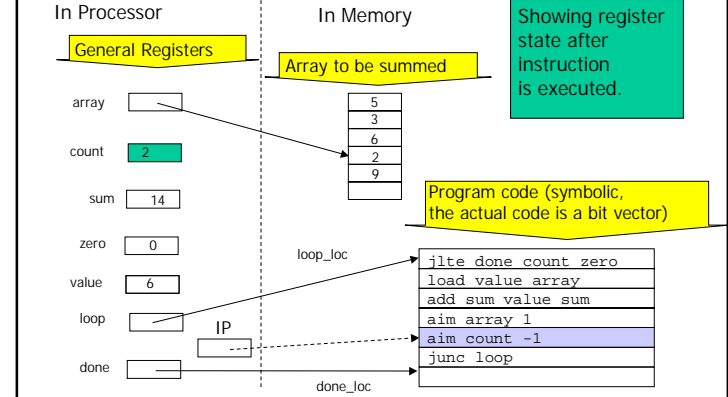 In Processor
In Memory
Showing register
state after
instruction
is executed.
General Registers
Array to be summed
array
count
2
sum
14
zero
0
value
6
loop
IP
done
5
3
6
2
9
Program code (symbolic,
the actual code is a bit vector)
loop_loc
jlte done count zero
load value array
add sum value sum
aim array 1
aim count -1
junc loop
done_loc